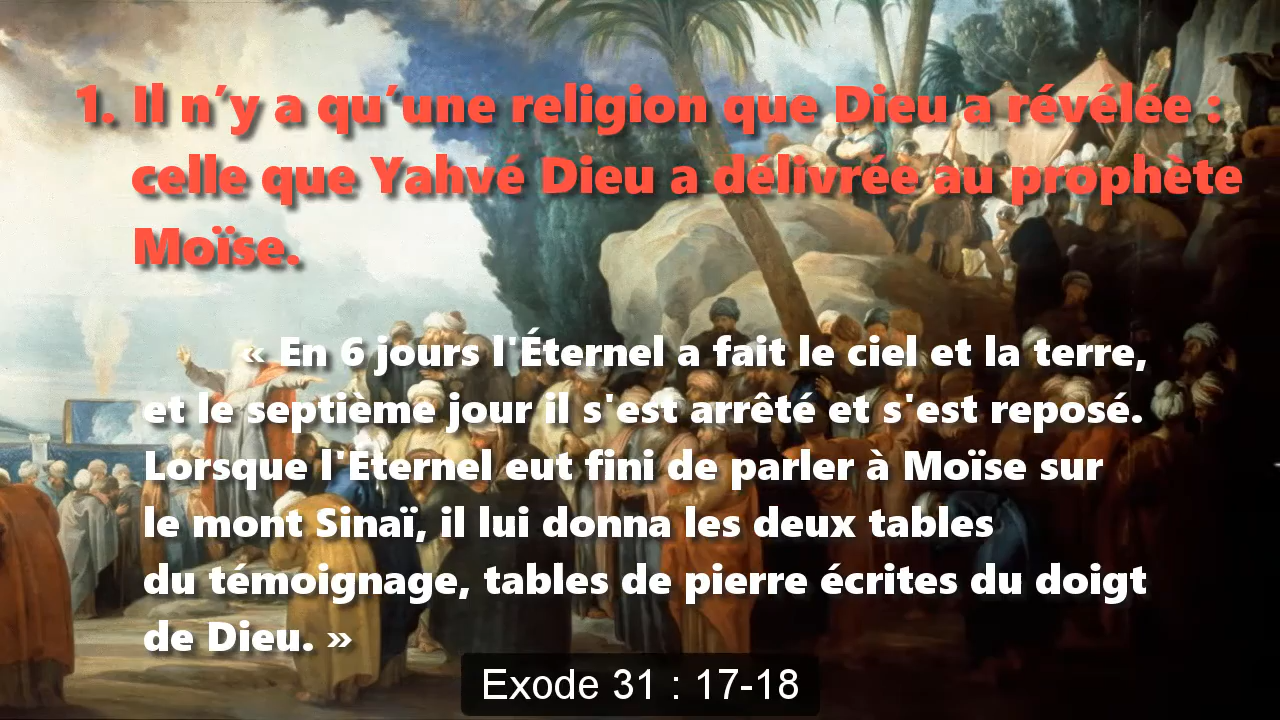 1. Il n’y a qu’une religion que Dieu a révélée :
celle que Yahvé Dieu a délivrée au prophète
Moïse.
« En 6 jours l'Éternel a fait le ciel et la terre,
et le septième jour il s'est arrêté et s'est reposé.
Lorsque l'Éternel eut fini de parler à Moïse sur
le mont Sinaï, il lui donna les deux tables
du témoignage, tables de pierre écrites du doigt
de Dieu. »
Exode 31 : 17-18